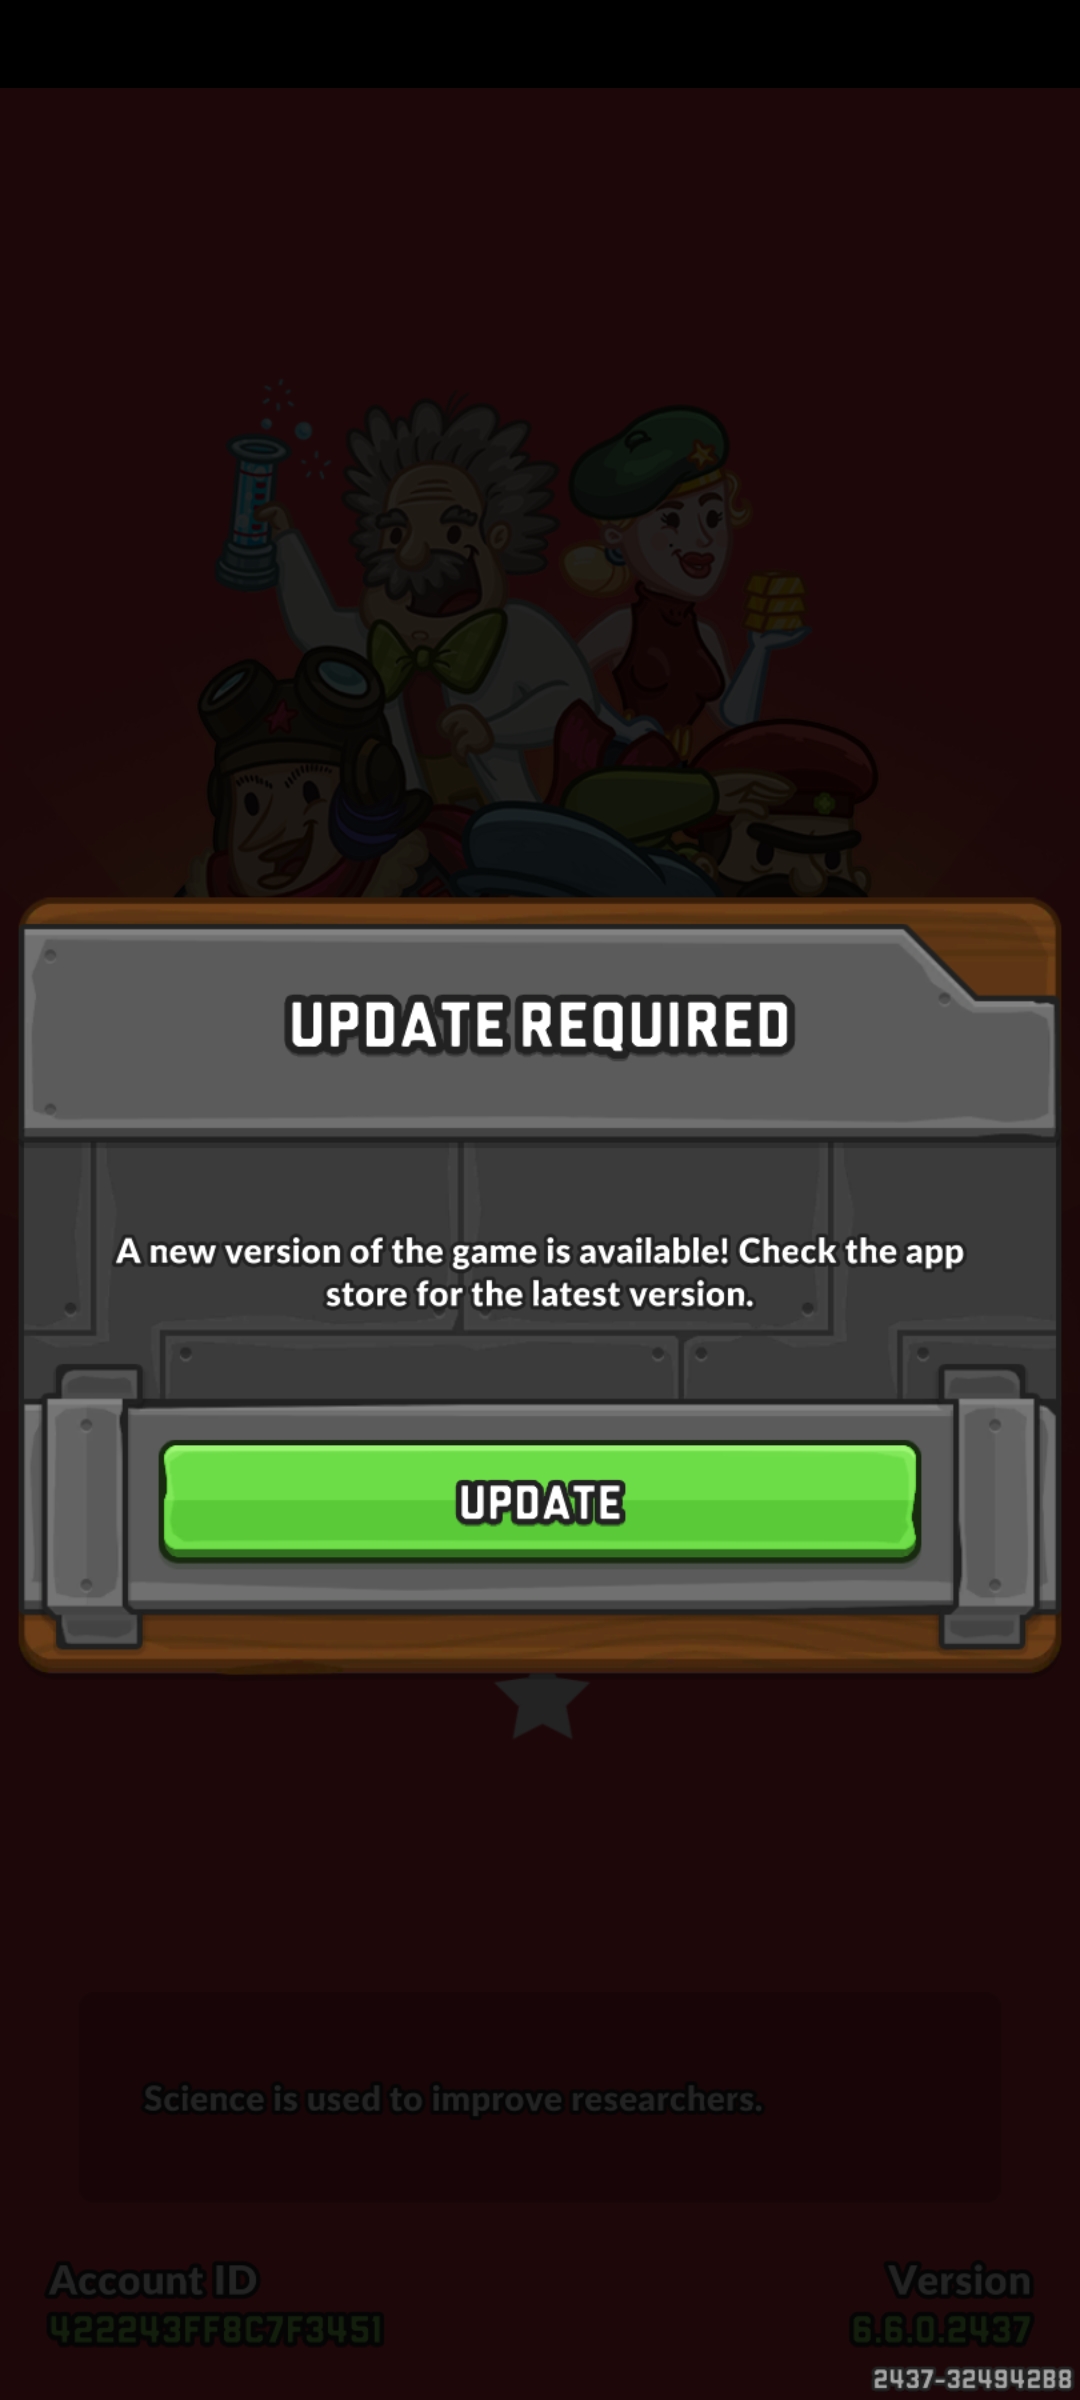 UPDATE REQUIRED
A new version of the game is available! Check the app
store for the latest version.
UPDATE
Science is used to improve researchers.
Account ID
Version
422243FF8C7F3451
6.6.0.2437
2437-324942B8